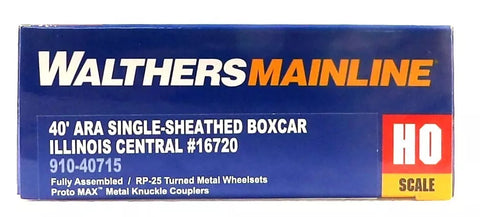 WALTHERSMAINLINE
40' ARA SINGLE-SHEATHED BOXCAR
ILLINOIS CENTRAL #16720
910-40715
Fully Assembled / RP-25 Turned Metal Wheelsets
Proto MAX™ Metal Knuckle Couplers
HO
SCALE